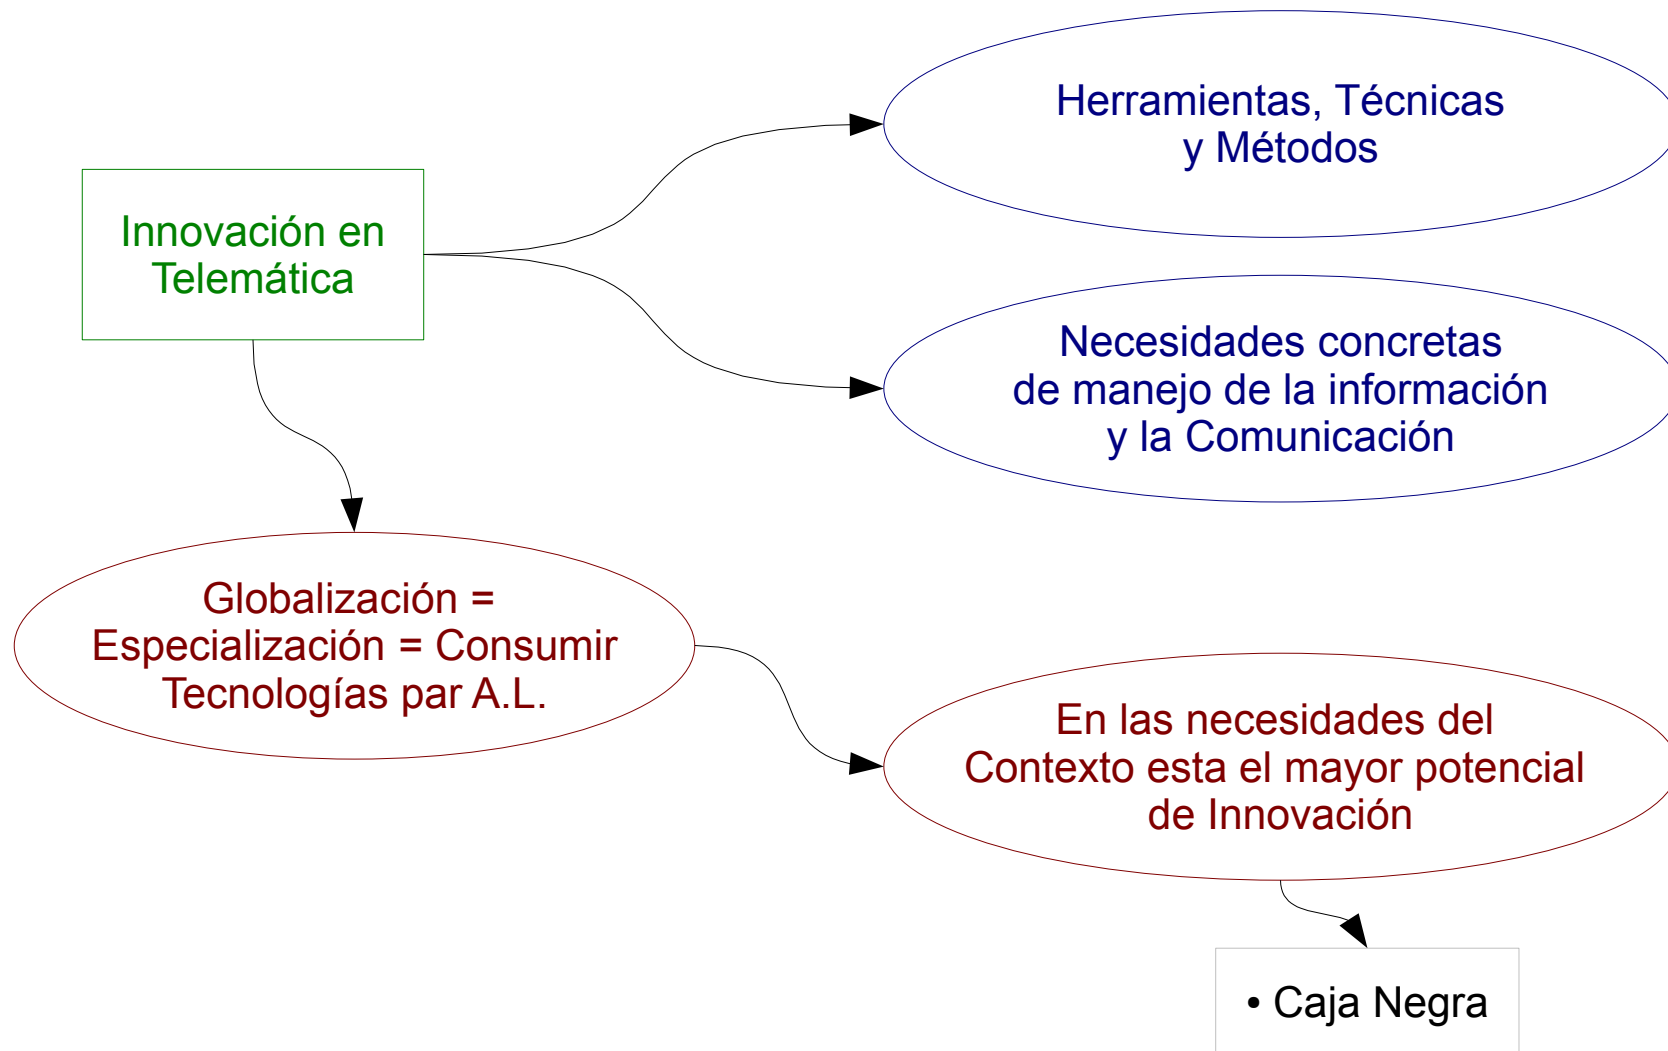 Herramientas, Técnicas
y Métodos
Innovación en
Telemática
Necesidades concretas
de manejo de la información
y la Comunicación
Globalización =
Especialización = Consumir
Tecnologías par A.L.
En las necesidades del
Contexto esta el mayor potencial
de Innovación
• Caja Negra